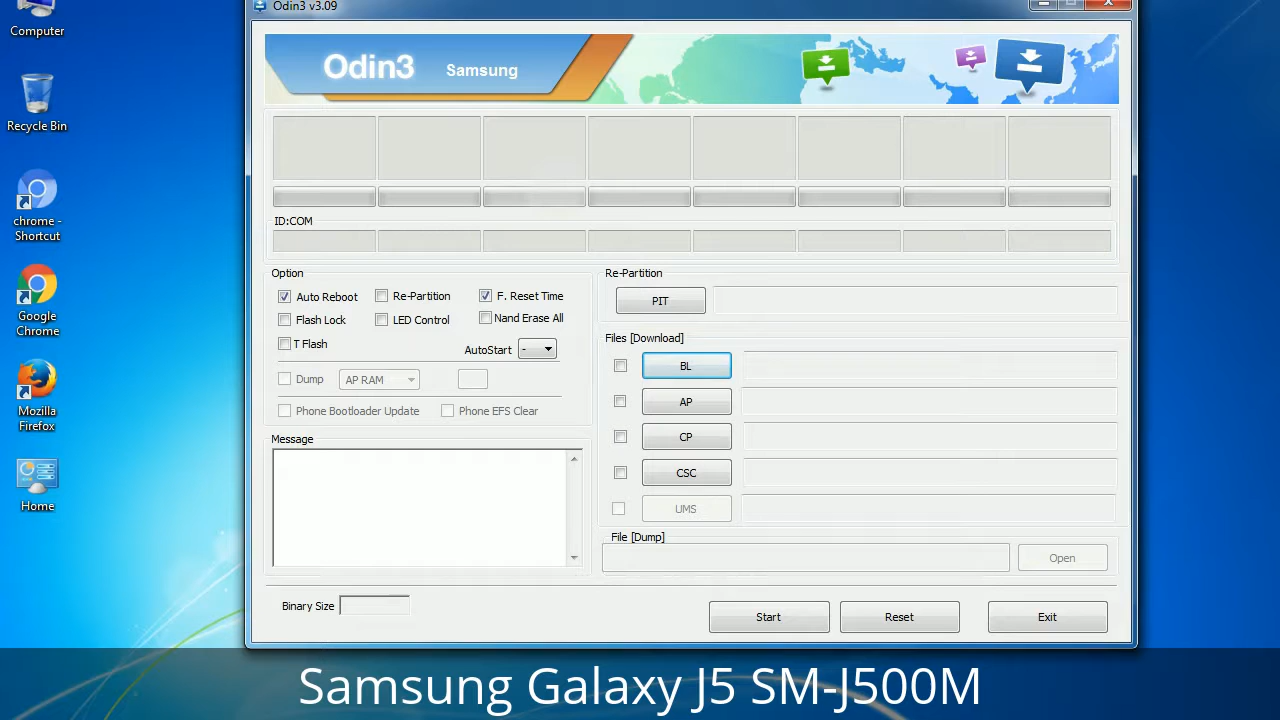 Odin3 v3.09
Computer
Odin3 Samsung
Recycle Bin
chrome -
Shortcut
ID:COM
Google
Chrome
Option
Auto Reboot Re-Partition F. Reset Time
Flash Lock LED Control Nand Erase All
T Flash AutoStart -
Dump AP RAM
Phone Bootloader Update Phone EFS Clear
Re-Partition
PIT
Files [Download]
BL
AP
CP
CSC
UMS
Mozilla
Firefox
Message
Home
File [Dump]
Open
Binary Size
Start Reset Exit
Samsung Galaxy J5 SM-J500M